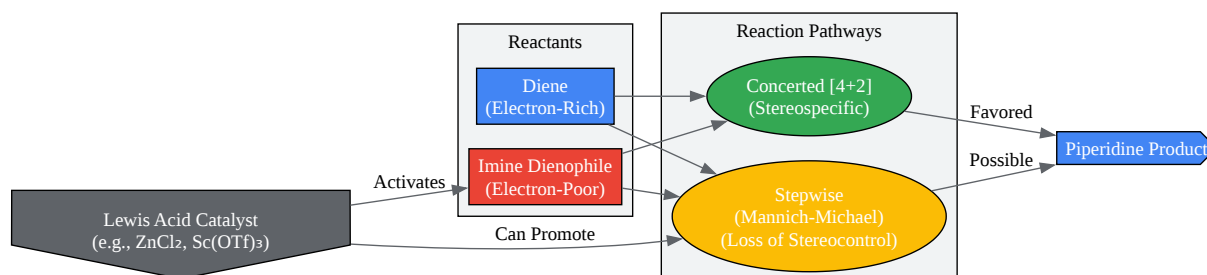 Reactants
Diene
(Electron-Rich)
Imine Dienophile
(Electron-Poor)
Lewis Acid Catalyst
(e.g., ZnCl₂, Sc(OTf)₃)
Activates
Can Promote
Reaction Pathways
Concerted [4+2]
(Stereospecific)
Stepwise
(Mannich-Michael)
(Loss of Stereocontrol)
Favored
Possible
Piperidine Product